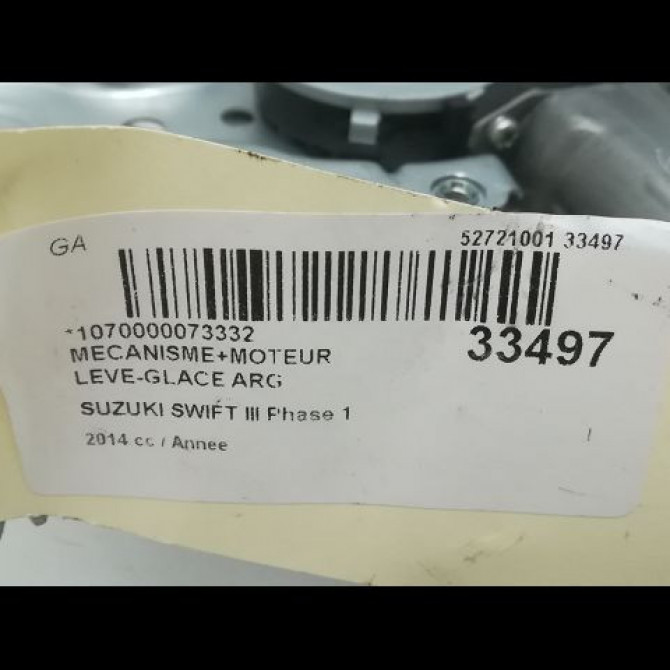 GA
52721001 33497
*1070000073332
33497
MECANISME+MOTEUR
LEVE-GLACE ARG
SUZUKI SWIFT III Phase 1
2014 cc / Annee